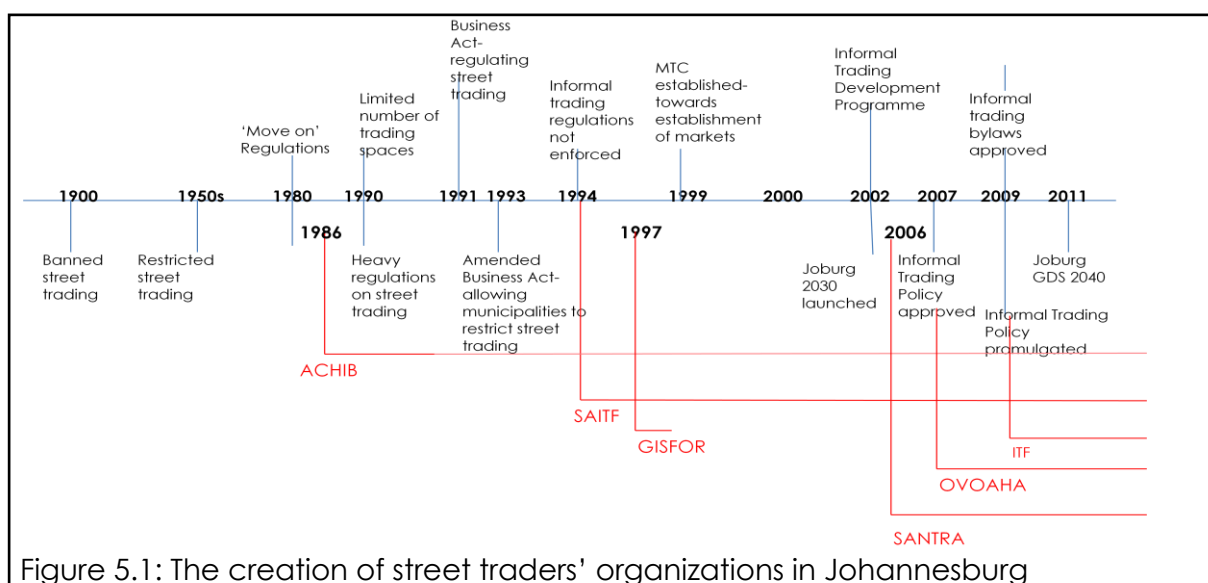 Business
Act-
regulating
street
trading
Limited
number of
trading
spaces
'Move on'
Regulations
Informal
trading
regulations
not
enforced
MTC
established-
towards
establishment
of markets
Informal
Trading
Development
Programme
Informal
trading
bylaws
approved
1900
1950s
1980
1990
1991
1993
1994
1999
2000
2002
2007
2009
2011
1986
1997
2006
Banned
street
trading
Restricted
street
trading
Heavy
regulations
on street
trading
Amended
Business Act-
allowing
municipalities to
restrict street
trading
Joburg
2030
launched
Informal
Trading
Policy
approved
Informal Trading
Policy
promulgated
Joburg
GDS 2040
ACHIB
SAITF
GISFOR
ITF
OVOAHA
SANTRA
Figure 5.1: The creation of street traders' organizations in Johannesburg